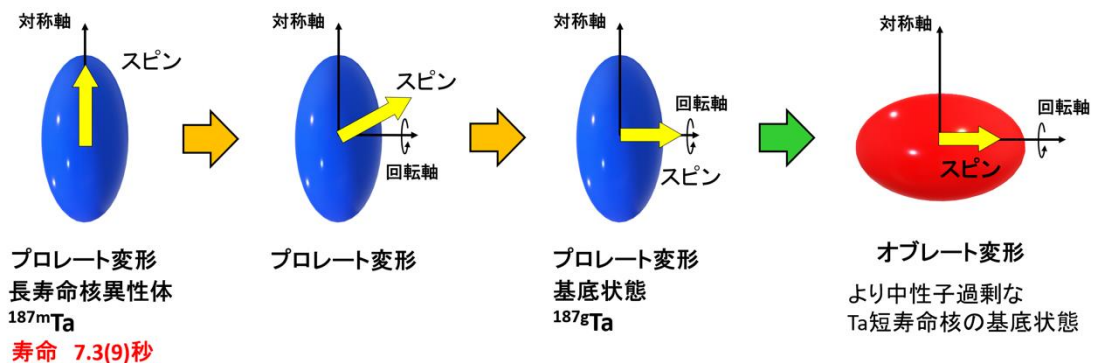 対称軸
スピン
プロレート変形
長寿命核異性体
187mTa
寿命 7.3(9)秒
対称軸
スピン
回転軸
プロレート変形
対称軸
回転軸
スピン
プロレート変形
基底状態
187gTa
対称軸
回転軸
スピン
オブレート変形
より中性子過剰な
Ta短寿命核の基底状態